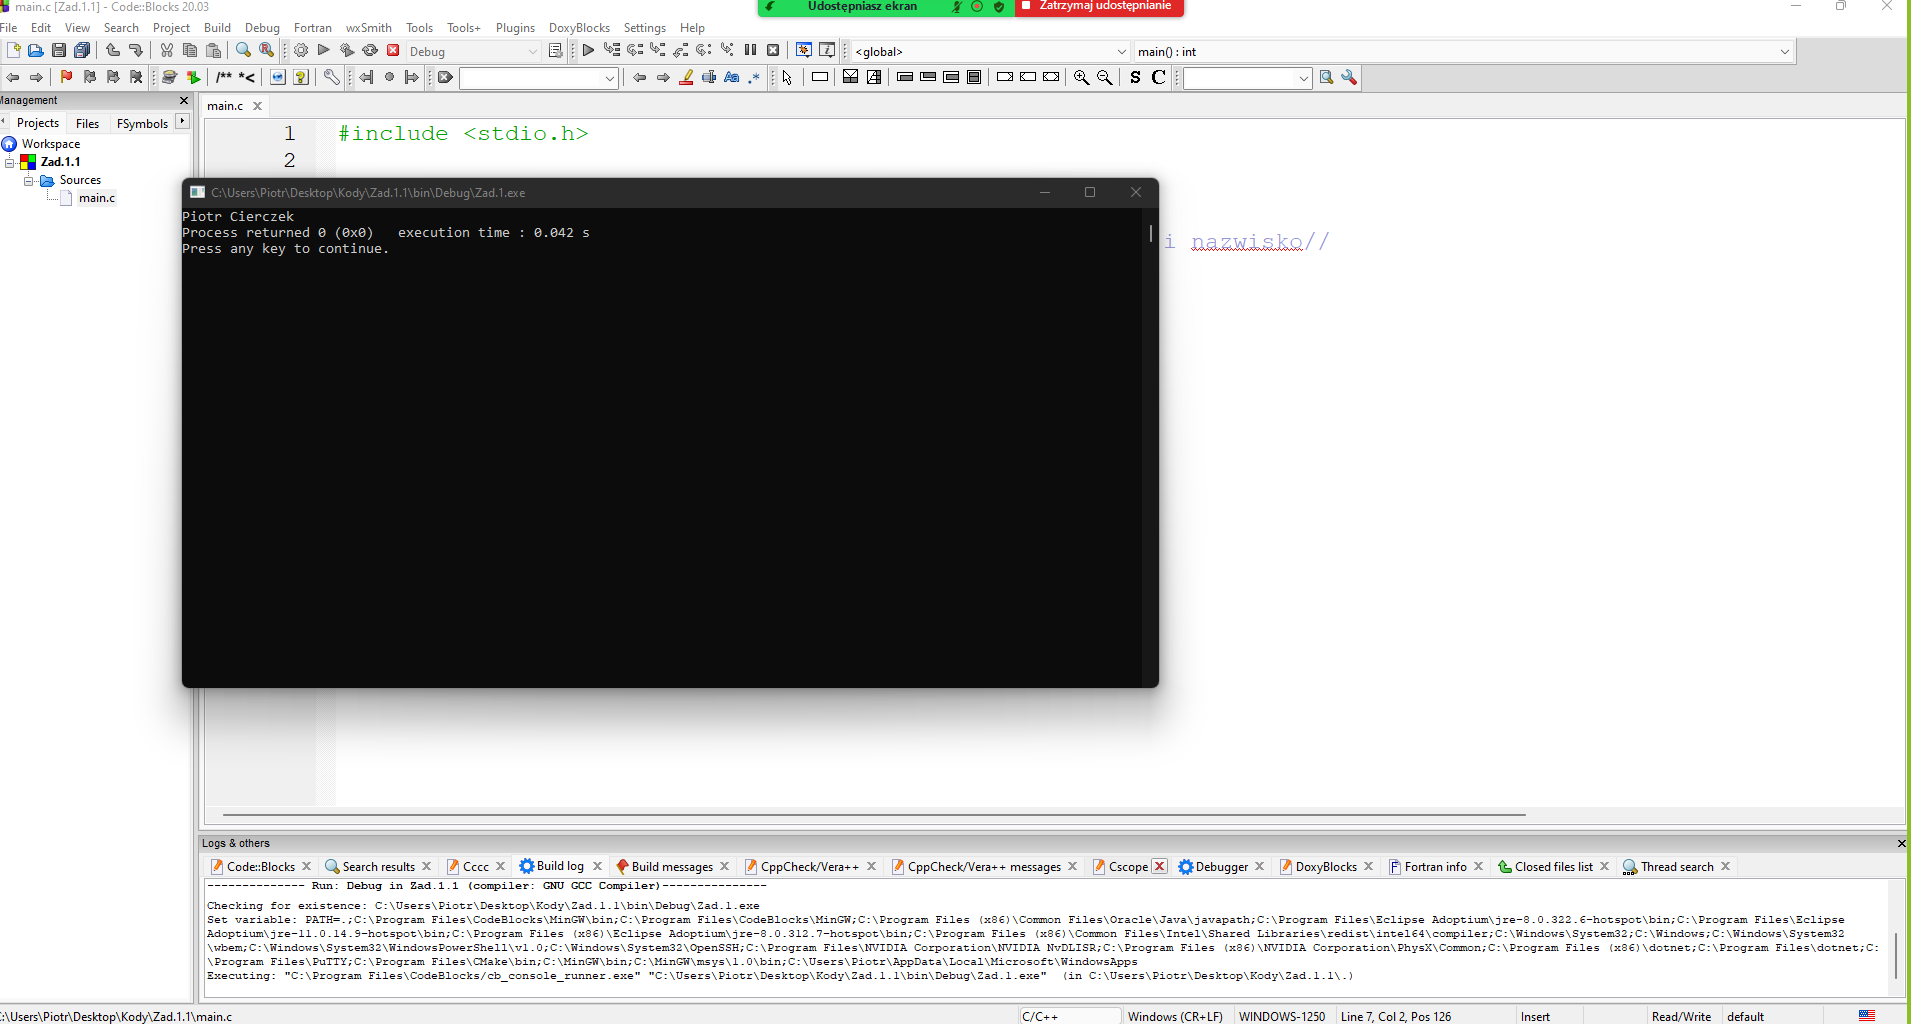 main.c [Zad.1.1] - Code::Blocks 20.03
Udostępniasz ekran
Zatrzymaj udostępnianie
File Edit View Search Project Build Debug Fortran wxSmith Tools Tools+ Plugins DoxyBlocks Settings Help
Debug
<global>
main() : int
/** *<
Aa .*
S C
Management
main.c
Projects Files FSymbols
Workspace
Zad.1.1
Sources
main.c
1 #include <stdio.h>
2
C:\Users\Piotr\Desktop\Kody\Zad.1.1\bin\Debug\Zad.1.exe
Piotr Cierczek
Process returned 0 (0x0)   execution time : 0.042 s
Press any key to continue.
i nazwisko//
Logs & others
Code::Blocks Search results Cccc Build log Build messages CppCheck/Vera++ CppCheck/Vera++ messages Cscope Debugger DoxyBlocks Fortran info Closed files list Thread search
-------------- Run: Debug in Zad.1.1 (compiler: GNU GCC Compiler)---------------
Checking for existence: C:\Users\Piotr\Desktop\Kody\Zad.1.1\bin\Debug\Zad.1.exe
Set variable: PATH=.;C:\Program Files\CodeBlocks\MinGW\bin;C:\Program Files\CodeBlocks\MinGW;C:\Program Files (x86)\Common Files\Oracle\Java\javapath;C:\Program Files\Eclipse Adoptium\jre-8.0.322.6-hotspot\bin;C:\Program Files\Eclipse
Adoptium\jre-11.0.14.9-hotspot\bin;C:\Program Files (x86)\Eclipse Adoptium\jre-8.0.312.7-hotspot\bin;C:\Program Files (x86)\Common Files\Intel\Shared Libraries\redist\intel64\compiler;C:\Windows\System32;C:\Windows;C:\Windows\System32
\wbem;C:\Windows\System32\WindowsPowerShell\v1.0;C:\Windows\System32\OpenSSH;C:\Program Files\NVIDIA Corporation\NVIDIA NvDLISR;C:\Program Files (x86)\NVIDIA Corporation\PhysX\Common;C:\Program Files (x86)\dotnet;C:\Program Files\dotnet;C:
\Program Files\PuTTY;C:\Program Files\CMake\bin;C:\MinGW\bin;C:\MinGW\msys\1.0\bin;C:\Users\Piotr\AppData\Local\Microsoft\WindowsApps
Executing: "C:\Program Files\CodeBlocks/cb_console_runner.exe" "C:\Users\Piotr\Desktop\Kody\Zad.1.1\bin\Debug\Zad.1.exe"  (in C:\Users\Piotr\Desktop\Kody\Zad.1.1\.)
:\Users\Piotr\Desktop\Kody\Zad.1.1\main.c
C/C++
Windows (CR+LF)
WINDOWS-1250
Line 7, Col 2, Pos 126
Insert
Read/Write
default